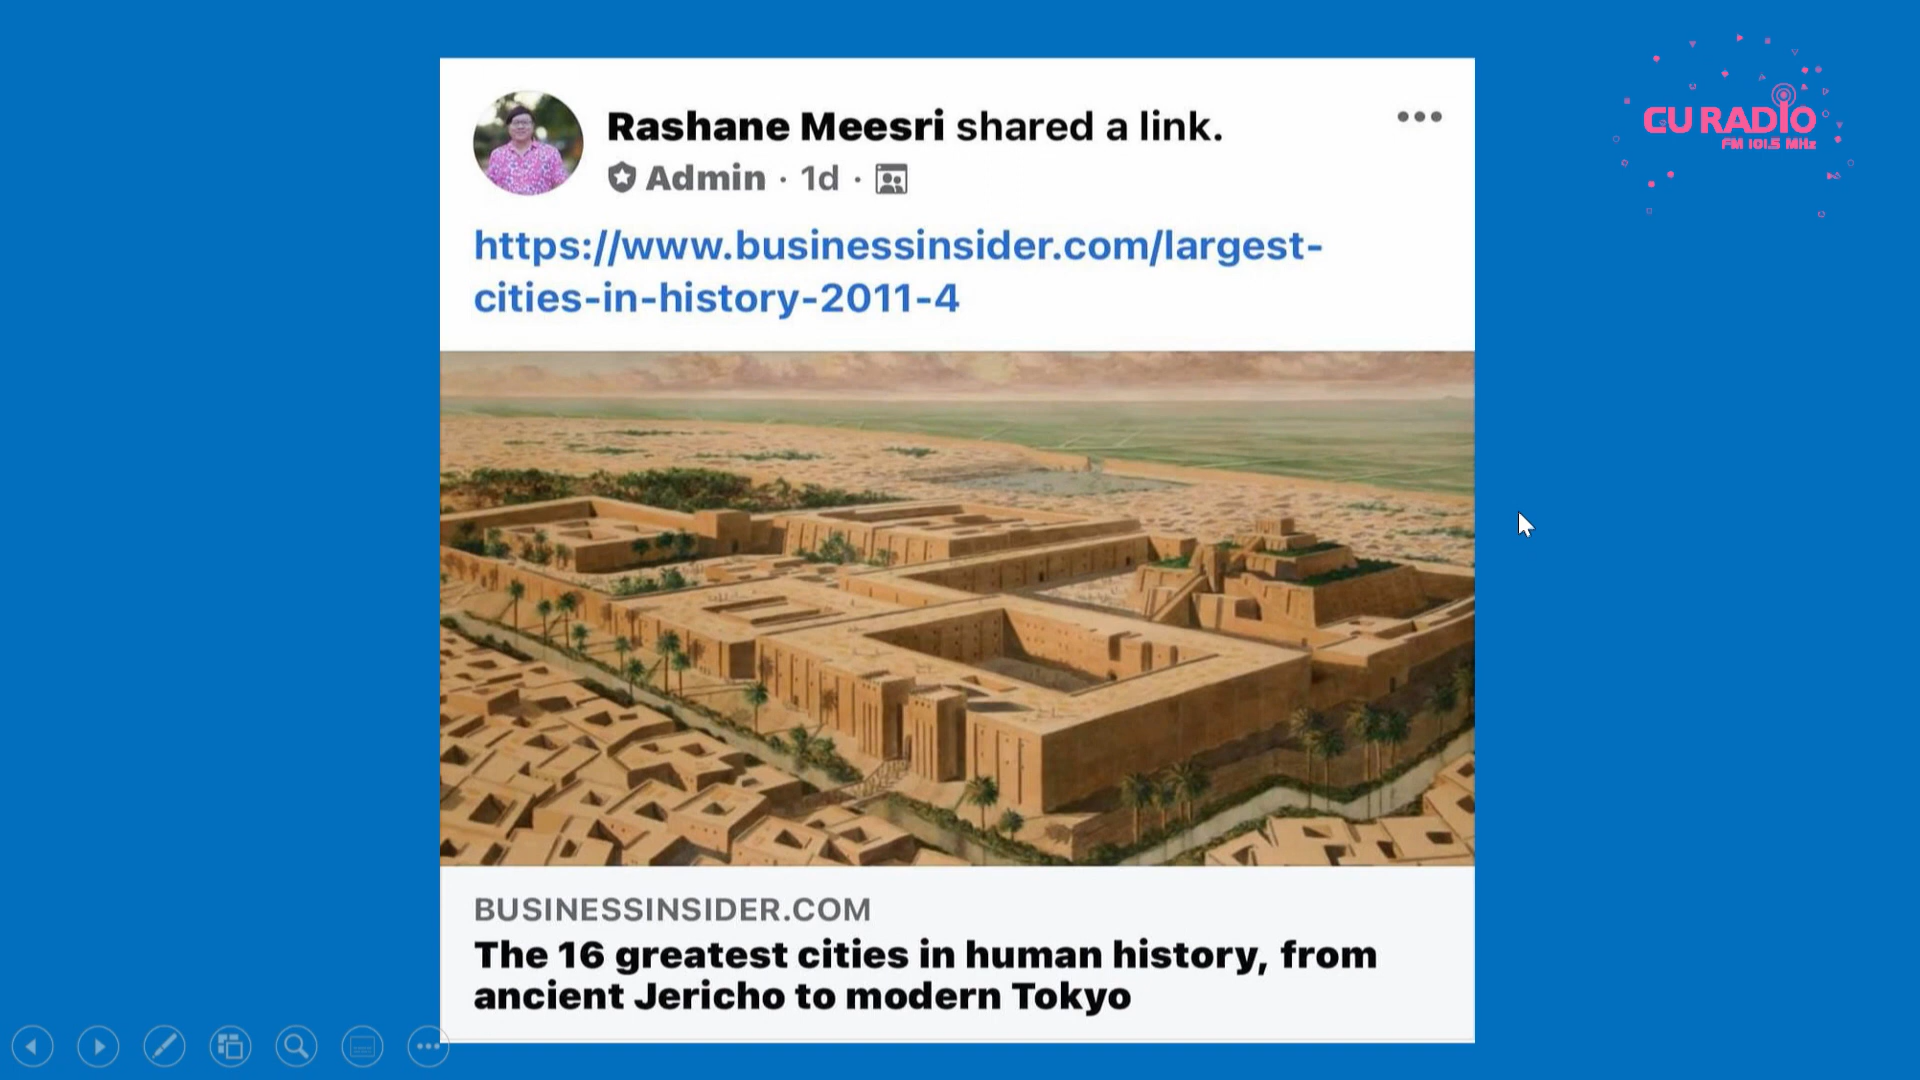 Rashane Meesri shared a link.
Admin · 1d ·
https://www.businessinsider.com/largest-
cities-in-history-2011-4
BUSINESSINSIDER.COM
The 16 greatest cities in human history, from
ancient Jericho to modern Tokyo
CU RADIO
FM 101.5 MHz